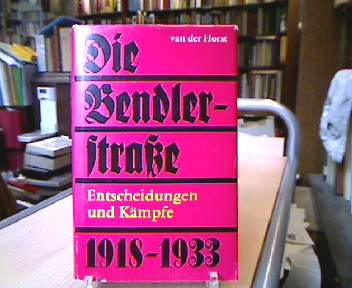 van der Horst
Die
Bendler-
straße
Entscheidungen
und Kämpfe
1918-1933